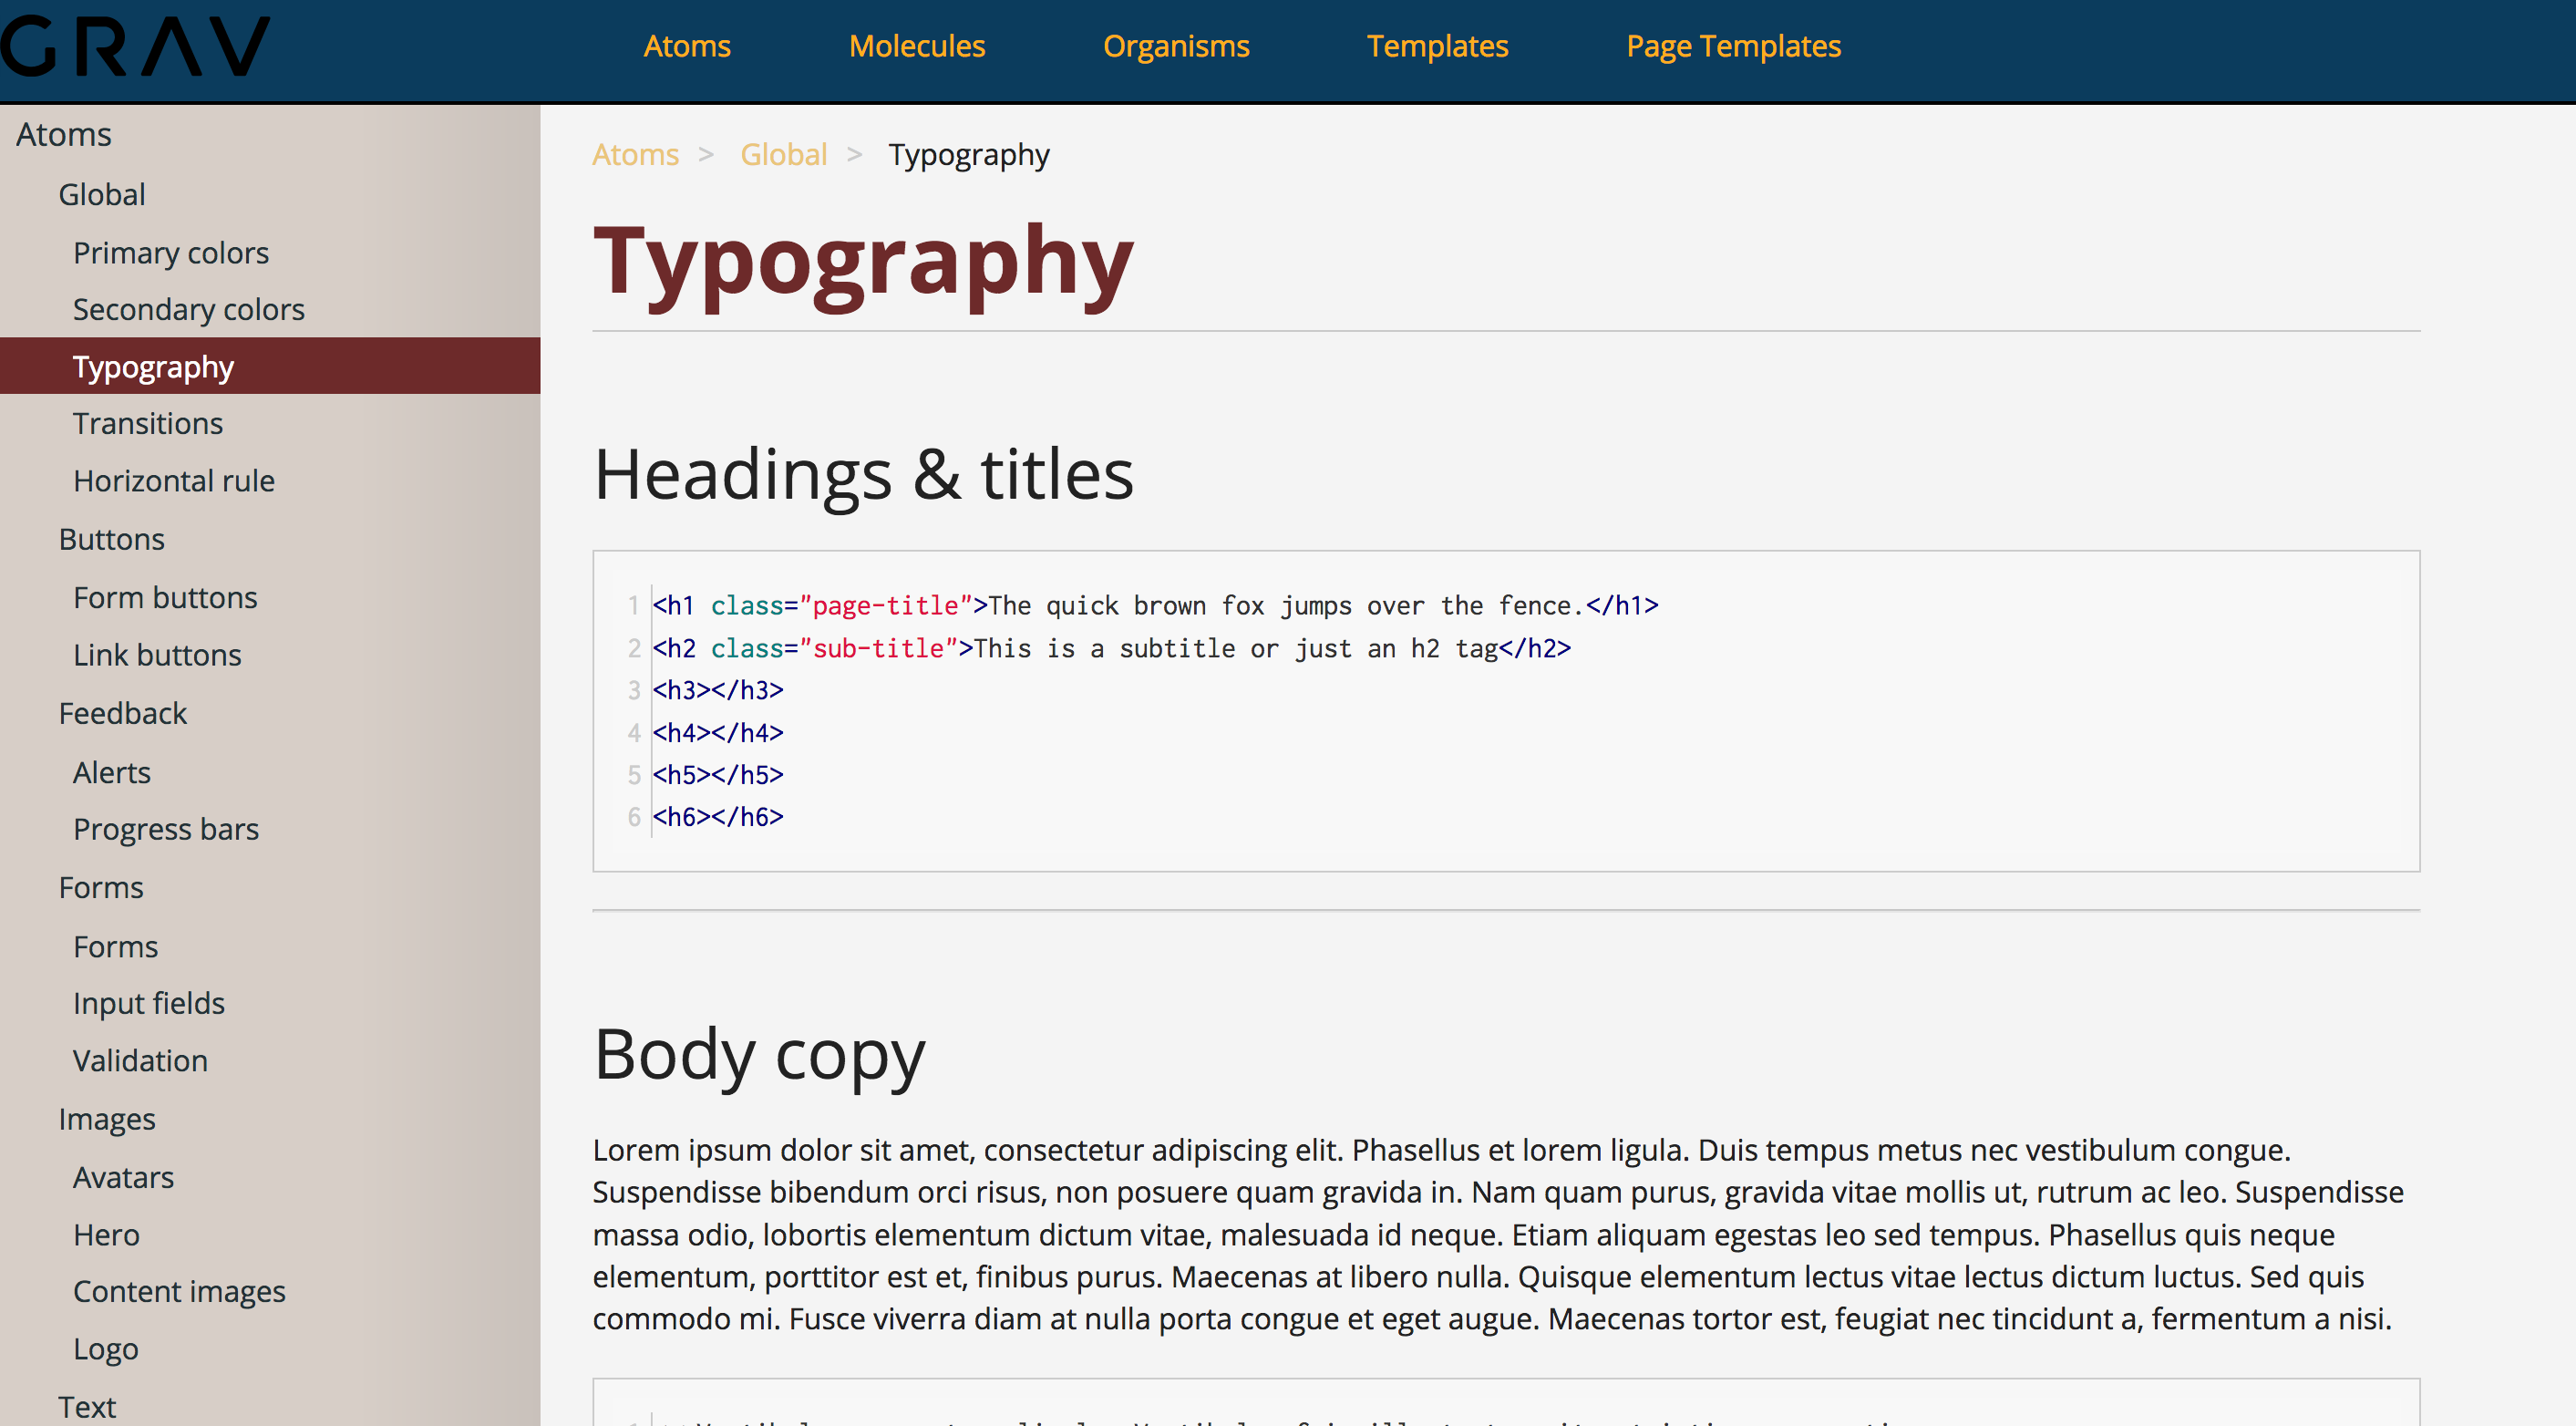 GRAV
Atoms Molecules Organisms Templates Page Templates
Atoms
Global
Primary colors
Secondary colors
Typography
Transitions
Horizontal rule
Buttons
Form buttons
Link buttons
Feedback
Alerts
Progress bars
Forms
Forms
Input fields
Validation
Images
Avatars
Hero
Content images
Logo
Text
Atoms > Global > Typography
Typography
Headings & titles
1 <h1 class="page-title">The quick brown fox jumps over the fence.</h1>
2 <h2 class="sub-title">This is a subtitle or just an h2 tag</h2>
3 <h3></h3>
4 <h4></h4>
5 <h5></h5>
6 <h6></h6>
Body copy
Lorem ipsum dolor sit amet, consectetur adipiscing elit. Phasellus et lorem ligula. Duis tempus metus nec vestibulum congue.
Suspendisse bibendum orci risus, non posuere quam gravida in. Nam quam purus, gravida vitae mollis ut, rutrum ac leo. Suspendisse
massa odio, lobortis elementum dictum vitae, malesuada id neque. Etiam aliquam egestas leo sed tempus. Phasellus quis neque
elementum, porttitor est et, finibus purus. Maecenas at libero nulla. Quisque elementum lectus vitae lectus dictum luctus. Sed quis
commodo mi. Fusce viverra diam at nulla porta congue et eget augue. Maecenas tortor est, feugiat nec tincidunt a, fermentum a nisi.